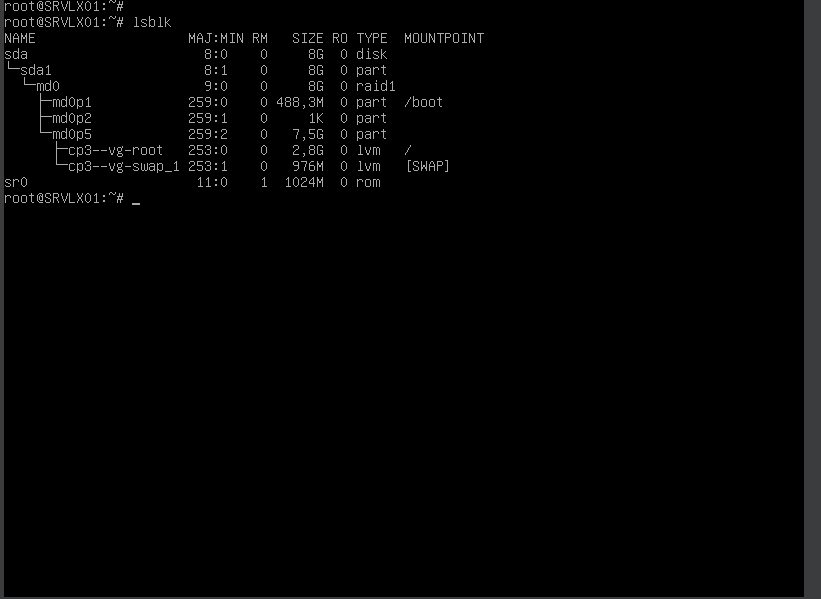 root@SRVLX01:~#
root@SRVLX01:~# lsblk
NAME                   MAJ:MIN RM   SIZE RO TYPE  MOUNTPOINT
sda                      8:0    0     8G  0 disk
└─sda1                   8:1    0     8G  0 part
  └─md0                  9:0    0     8G  0 raid1
    ├─md0p1            259:0    0 488,3M  0 part  /boot
    ├─md0p2            259:1    0     1K  0 part
    └─md0p5            259:2    0   7,5G  0 part
      ├─cp3--vg-root   253:0    0   2,8G  0 lvm   /
      └─cp3--vg-swap_1 253:1    0   976M  0 lvm   [SWAP]
sr0                     11:0    1  1024M  0 rom
root@SRVLX01:~# _